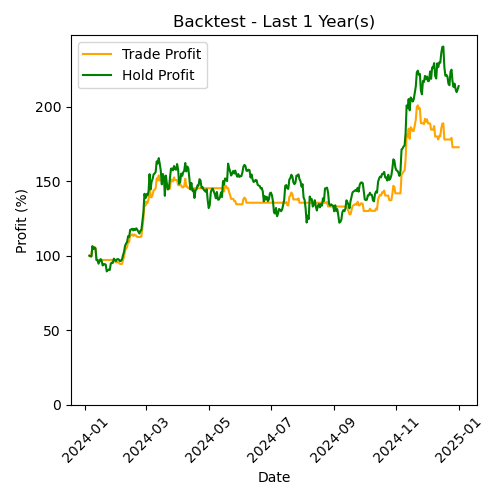 Backtest - Last 1 Year(s)
Trade Profit
Hold Profit
Profit (%)
200
150
100
50
0
2024-01
2024-03
2024-05
2024-07
2024-09
2024-11
2025-01
Date